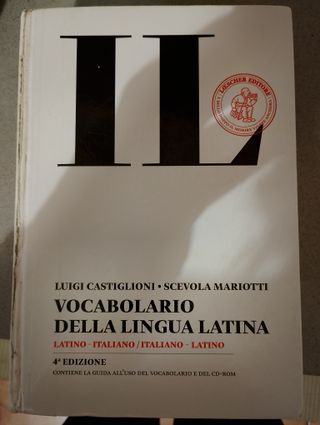 IL
LOESCHER EDITORE
LUIGI CASTIGLIONI • SCEVOLA MARIOTTI
VOCABOLARIO
DELLA LINGUA LATINA
LATINO - ITALIANO / ITALIANO - LATINO
4ª EDIZIONE
CONTIENE LA GUIDA ALL'USO DEL VOCABOLARIO E DEL CD-ROM